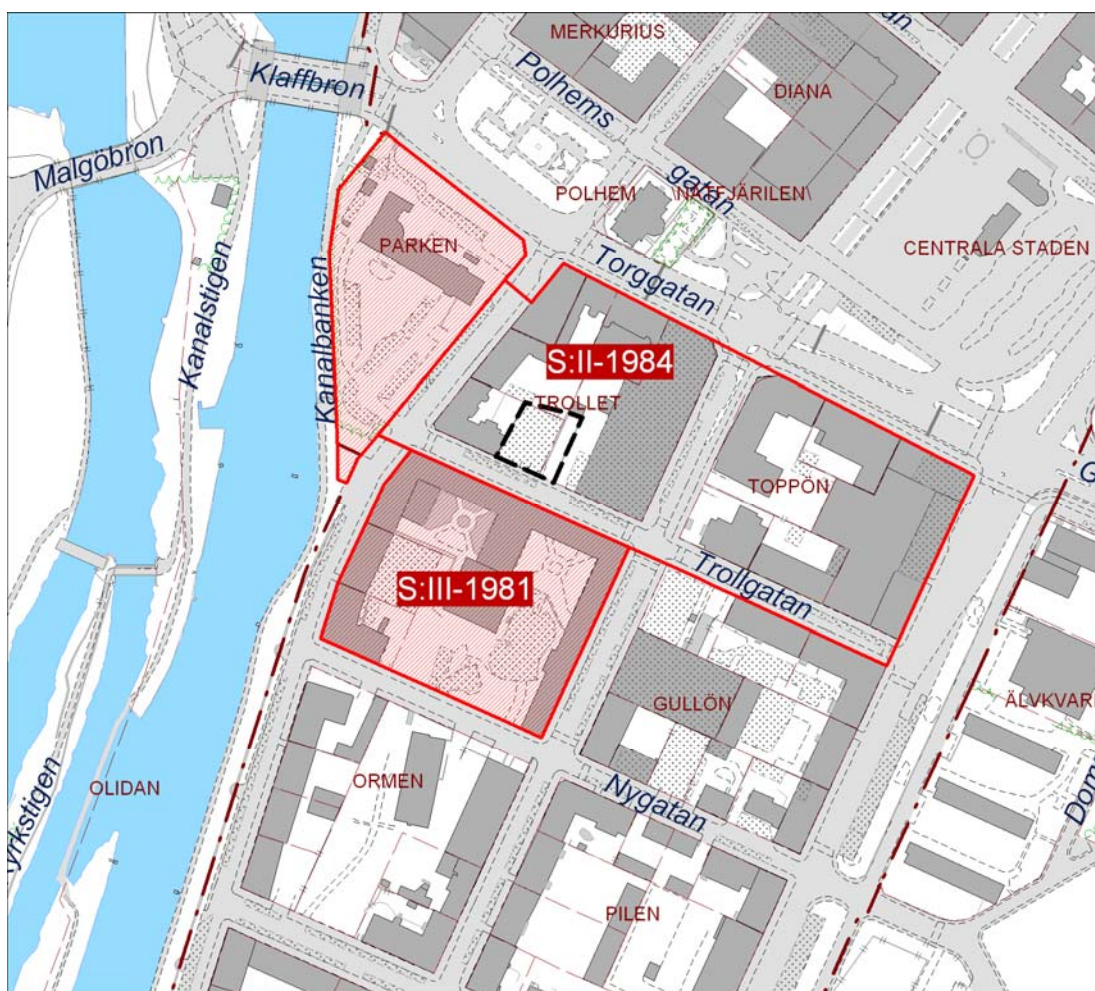 MERKURIUS
Klaffbron
Polhems
gatan
DIANA
Malgöbron
POLHEM
PARKEN
CENTRALA STADEN
Torggatan
Kanalstigen
Kanalbanken
S:II-1984
TROLLET
TOPPÖN
Trollgatan
S:III-1981
GULLÖN
ORMEN
Nygatan
OLIDAN
PILEN